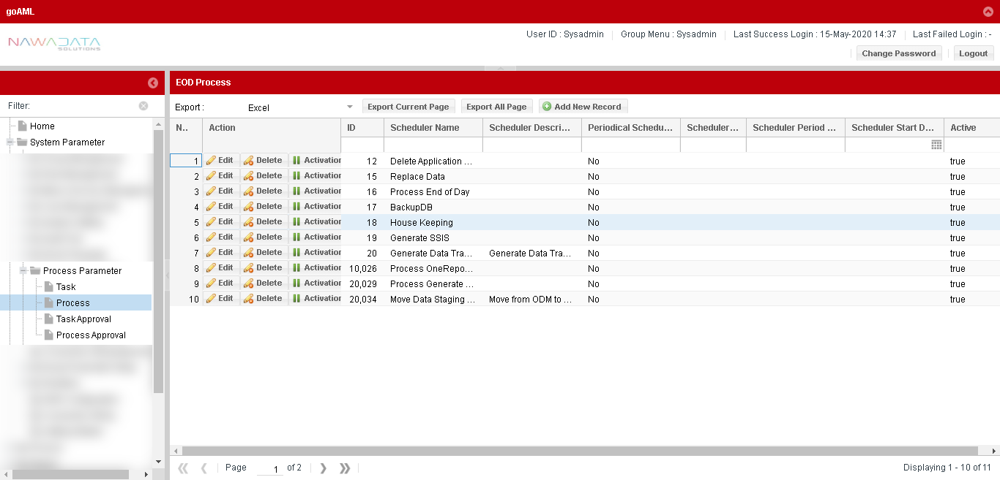 goAML
NAWADATA
SOLUTIONS
User ID : Sysadmin Group Menu : Sysadmin Last Success Login : 15-May-2020 14:37 Last Failed Login : -
Change Password Logout
EOD Process
Filter:
Export : Excel Export Current Page Export All Page Add New Record
Home
System Parameter
Process Parameter
Task
Process
Task Approval
Process Approval
N.. Action ID Scheduler Name Scheduler Descri... Periodical Schedu... Scheduler... Scheduler Period ... Scheduler Start D... Active
1 Edit Delete Activation 12 Delete Application ... No true
2 Edit Delete Activation 15 Replace Data No true
3 Edit Delete Activation 16 Process End of Day No true
4 Edit Delete Activation 17 BackupDB No true
5 Edit Delete Activation 18 House Keeping No true
6 Edit Delete Activation 19 Generate SSIS No true
7 Edit Delete Activation 20 Generate Data Tra... Generate Data Tra... No true
8 Edit Delete Activation 10,026 Process OneRepo... No true
9 Edit Delete Activation 20,029 Process Generate ... No true
10 Edit Delete Activation 20,034 Move Data Staging ... Move from ODM to ... No true
Page 1 of 2 Displaying 1 - 10 of 11